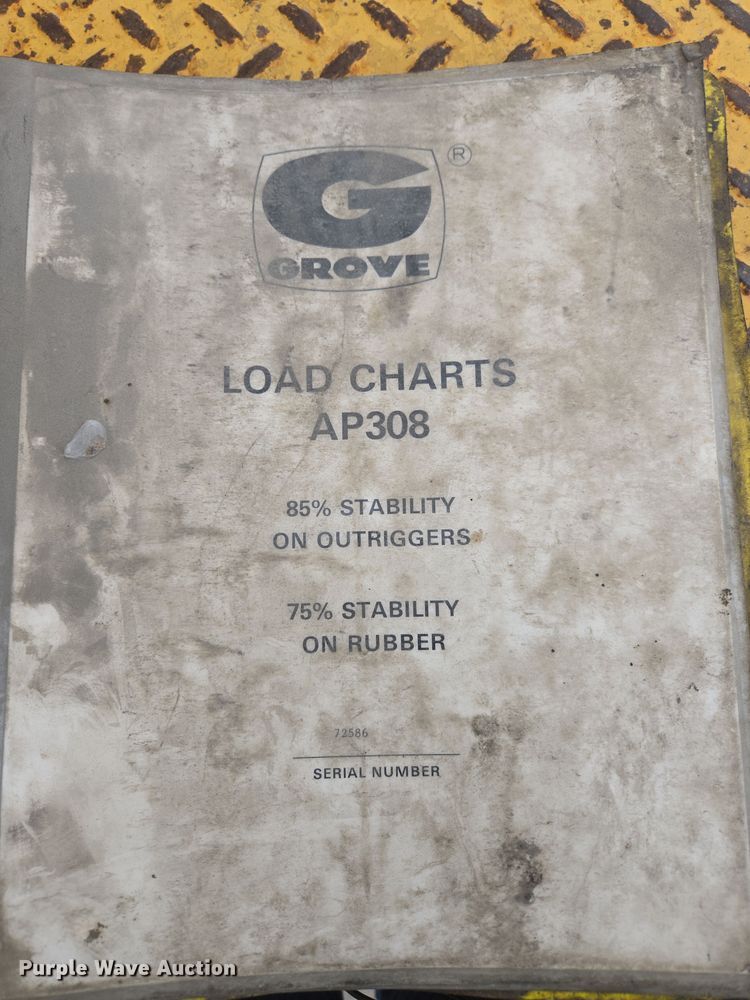 G
®
GROVE
LOAD CHARTS
AP308
85% STABILITY
ON OUTRIGGERS
75% STABILITY
ON RUBBER
72586
SERIAL NUMBER
Purple Wave Auction